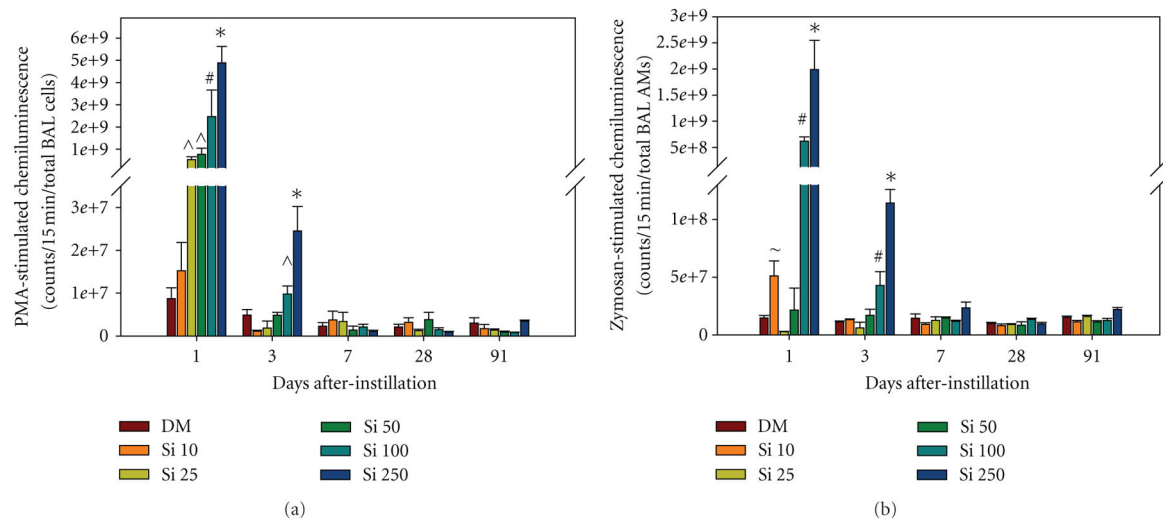 PMA-stimulated chemiluminescence
(counts/15 min/total BAL cells)
6e+9
5e+9
4e+9
3e+9
2e+9
1e+9
3e+7
2e+7
1e+7
0
^
^
#
*
^
*
1 3 7 28 91
Days after-instillation
DM
Si 10
Si 25
Si 50
Si 100
Si 250
(a)
Zymosan-stimulated chemiluminescence
(counts/15 min/total BAL AMs)
3e+9
2.5e+9
2e+9
1.5e+9
1e+9
5e+8
1e+8
5e+7
0
~
#
*
#
*
1 3 7 28 91
Days after-instillation
DM
Si 10
Si 25
Si 50
Si 100
Si 250
(b)